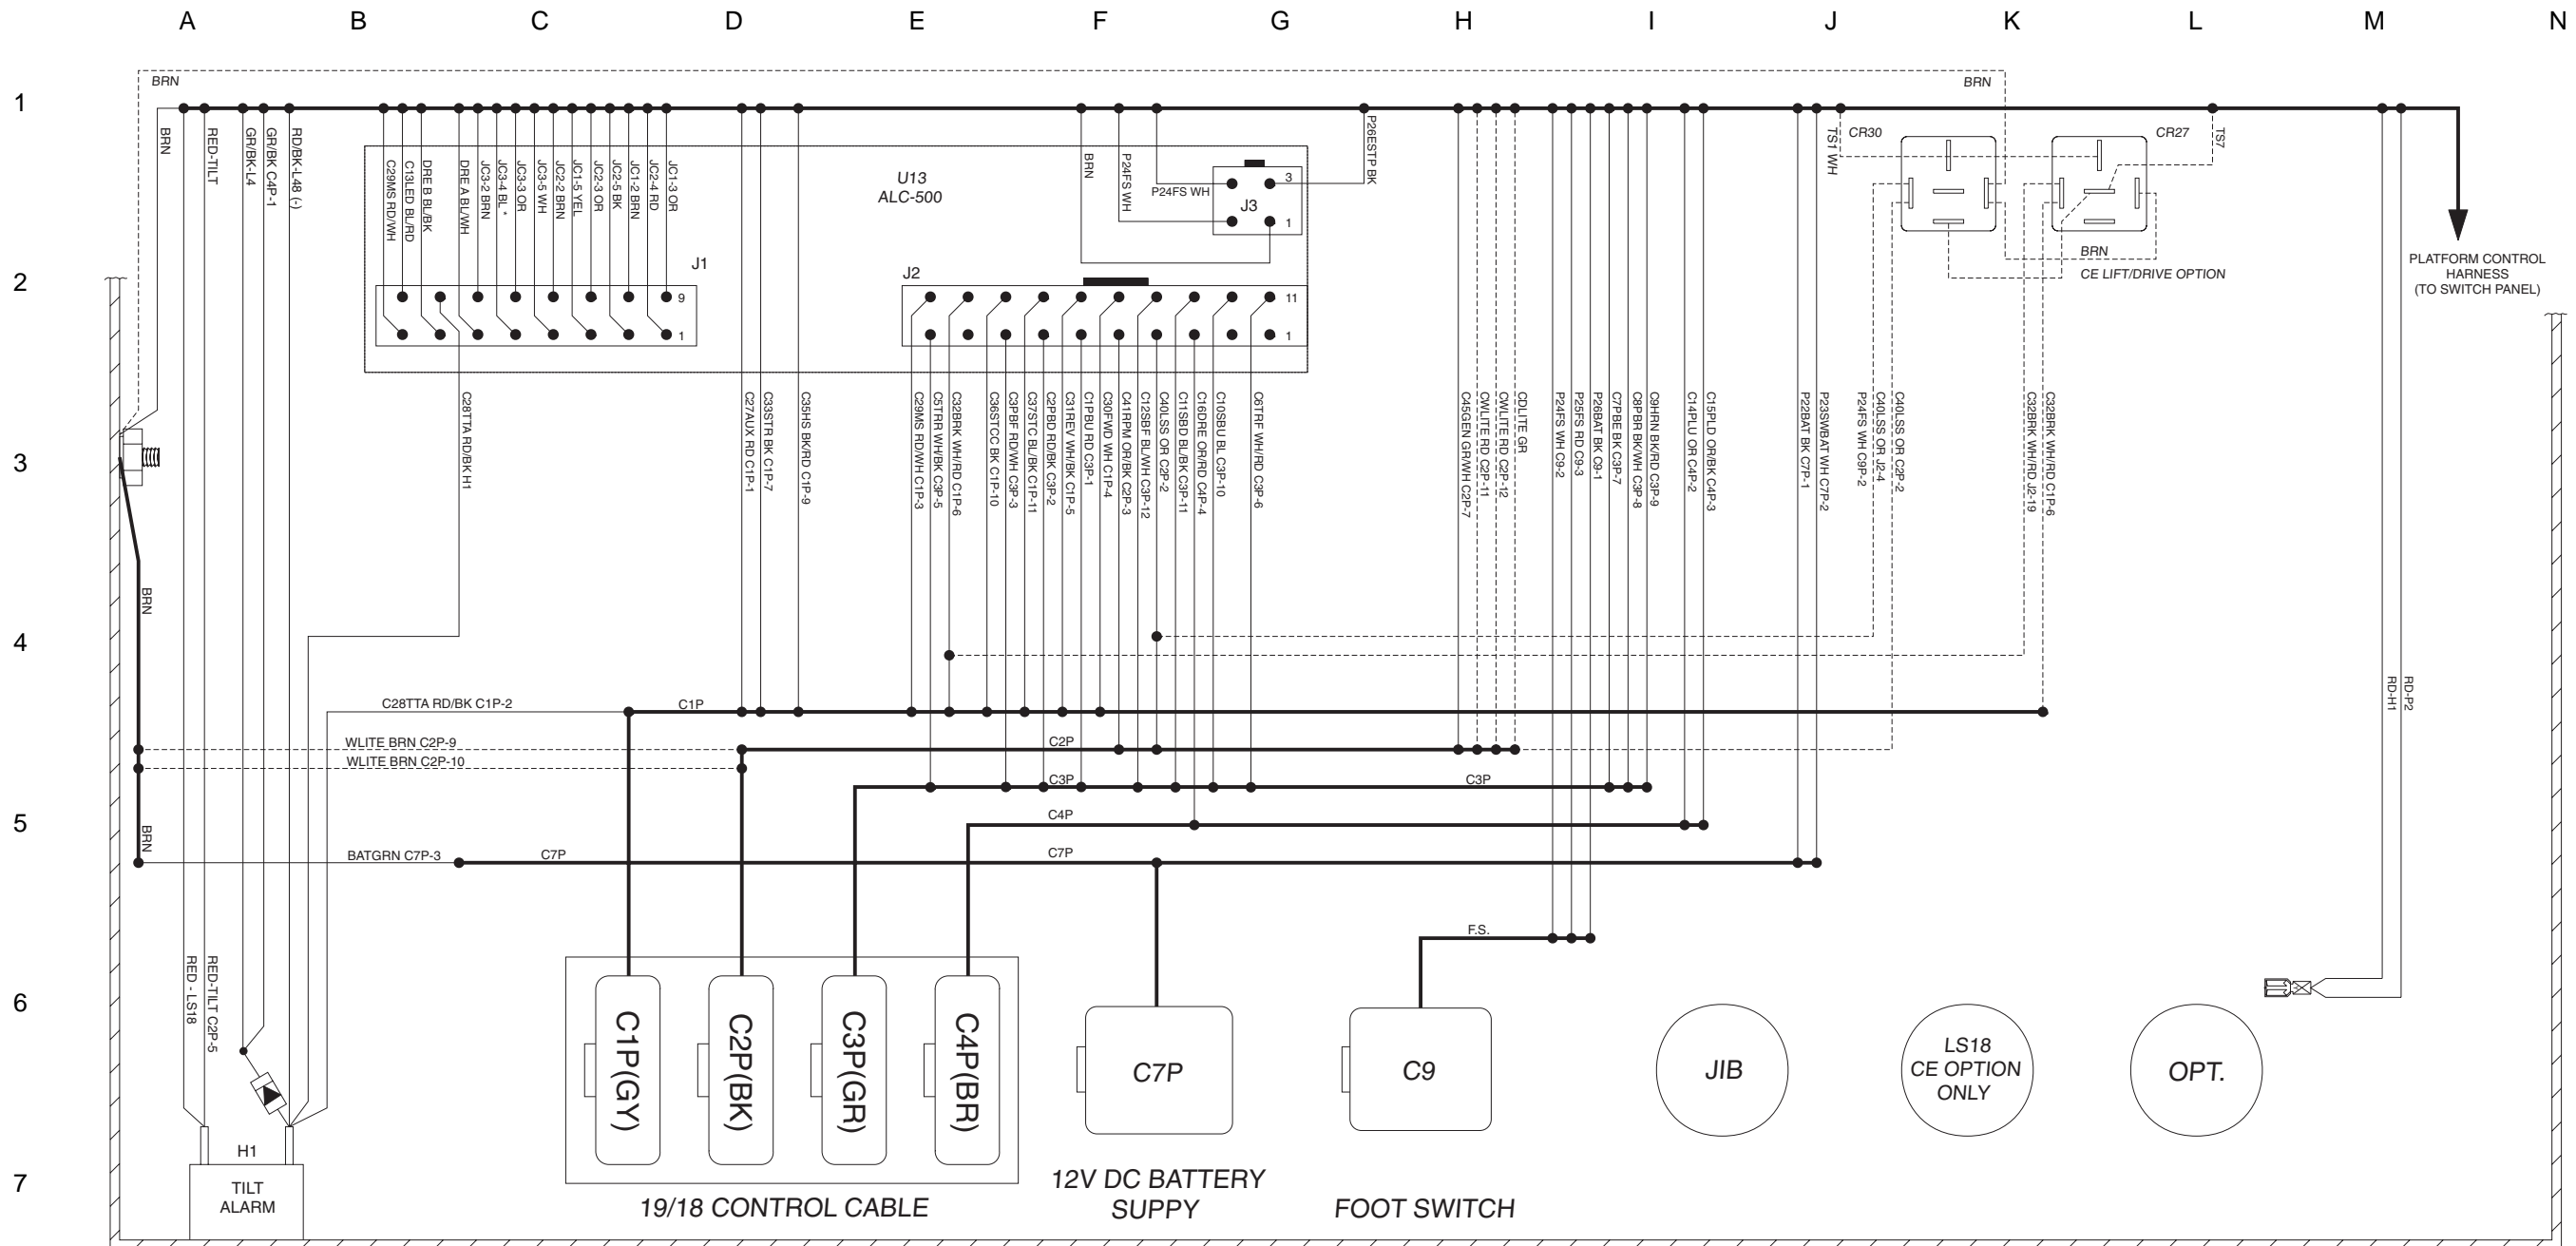 A B C D E F G H I J K L M N
1
2
3
4
5
6
7
BRN
BRN
BRN
RED-TILT
GR/BK-L4
GR/BK C4P-1
RD/BK-L48 (-)
C29MS RD/WH
C13LED BL/RD
DRE B BL/BK
DRE A BL/WH
JC3-2 BRN
JC3-4 BL *
JC3-3 OR
JC3-5 WH
JC2-2 BRN
JC1-5 YEL
JC2-3 OR
JC2-5 BK
JC1-2 BRN
JC2-4 RD
JC1-3 OR
U13
ALC-500
BRN
P24FS WH
P24FS WH
P26ESTP BK
3
J3
1
TS1 WH
CR30
CR27
TS7
BRN
CE LIFT/DRIVE OPTION
PLATFORM CONTROL
HARNESS
(TO SWITCH PANEL)
J1
9
1
J2
11
1
C28TTA RD/BK H1
C27AUX RD C1P-1
C33STR BK C1P-7
C35HS BK/RD C1P-9
C29MS RD/WH C1P-3
C5TRR WH/BK C3P-5
C32BRK WH/RD C1P-6
C36STCC BK C1P-10
C3PBF RD/WH C3P-3
C37STC BL/BK C1P-11
C2PBD RD/BK C3P-2
C31REV WH/BK C1P-5
C1PBU RD C3P-1
C30FWD WH C1P-4
C41RPM OR/BK C2P-3
C12SBF BL/WH C3P-12
C40LSS OR C2P-2
C11SBD BL/BK C3P-11
C16DRE OR/RD C4P-4
C10SBU BL C3P-10
C6TRF WH/RD C3P-6
C45GEN GR/WH C2P-7
CWLITE RD C2P-11
CWLITE RD C2P-12
CDLITE GR
P24FS WH C9-2
P25FS RD C9-3
P26BAT BK C9-1
C7PBE BK C3P-7
C8PBR BK/WH C3P-8
C9HRN BK/RD C3P-9
C14PLU OR C4P-2
C15PLD OR/BK C4P-3
P22BAT BK C7P-1
P23SWBAT WH C7P-2
P24FS WH C9P-2
C40LSS OR J2-4
C40LSS OR C2P-2
C32BRK WH/RD J2-19
C32BRK WH/RD C1P-6
BRN
RD-H1
RD-P2
C28TTA RD/BK C1P-2
C1P
WLITE BRN C2P-9
C2P
WLITE BRN C2P-10
C3P
C3P
BRN
C4P
BATGRN C7P-3
C7P
C7P
F.S.
RED - LS18
RED-TILT C2P-5
C1P(GY)
C2P(BK)
C3P(GR)
C4P(BR)
C7P
C9
JIB
LS18
CE OPTION
ONLY
OPT.
H1
TILT
ALARM
19/18 CONTROL CABLE
12V DC BATTERY
SUPPY
FOOT SWITCH